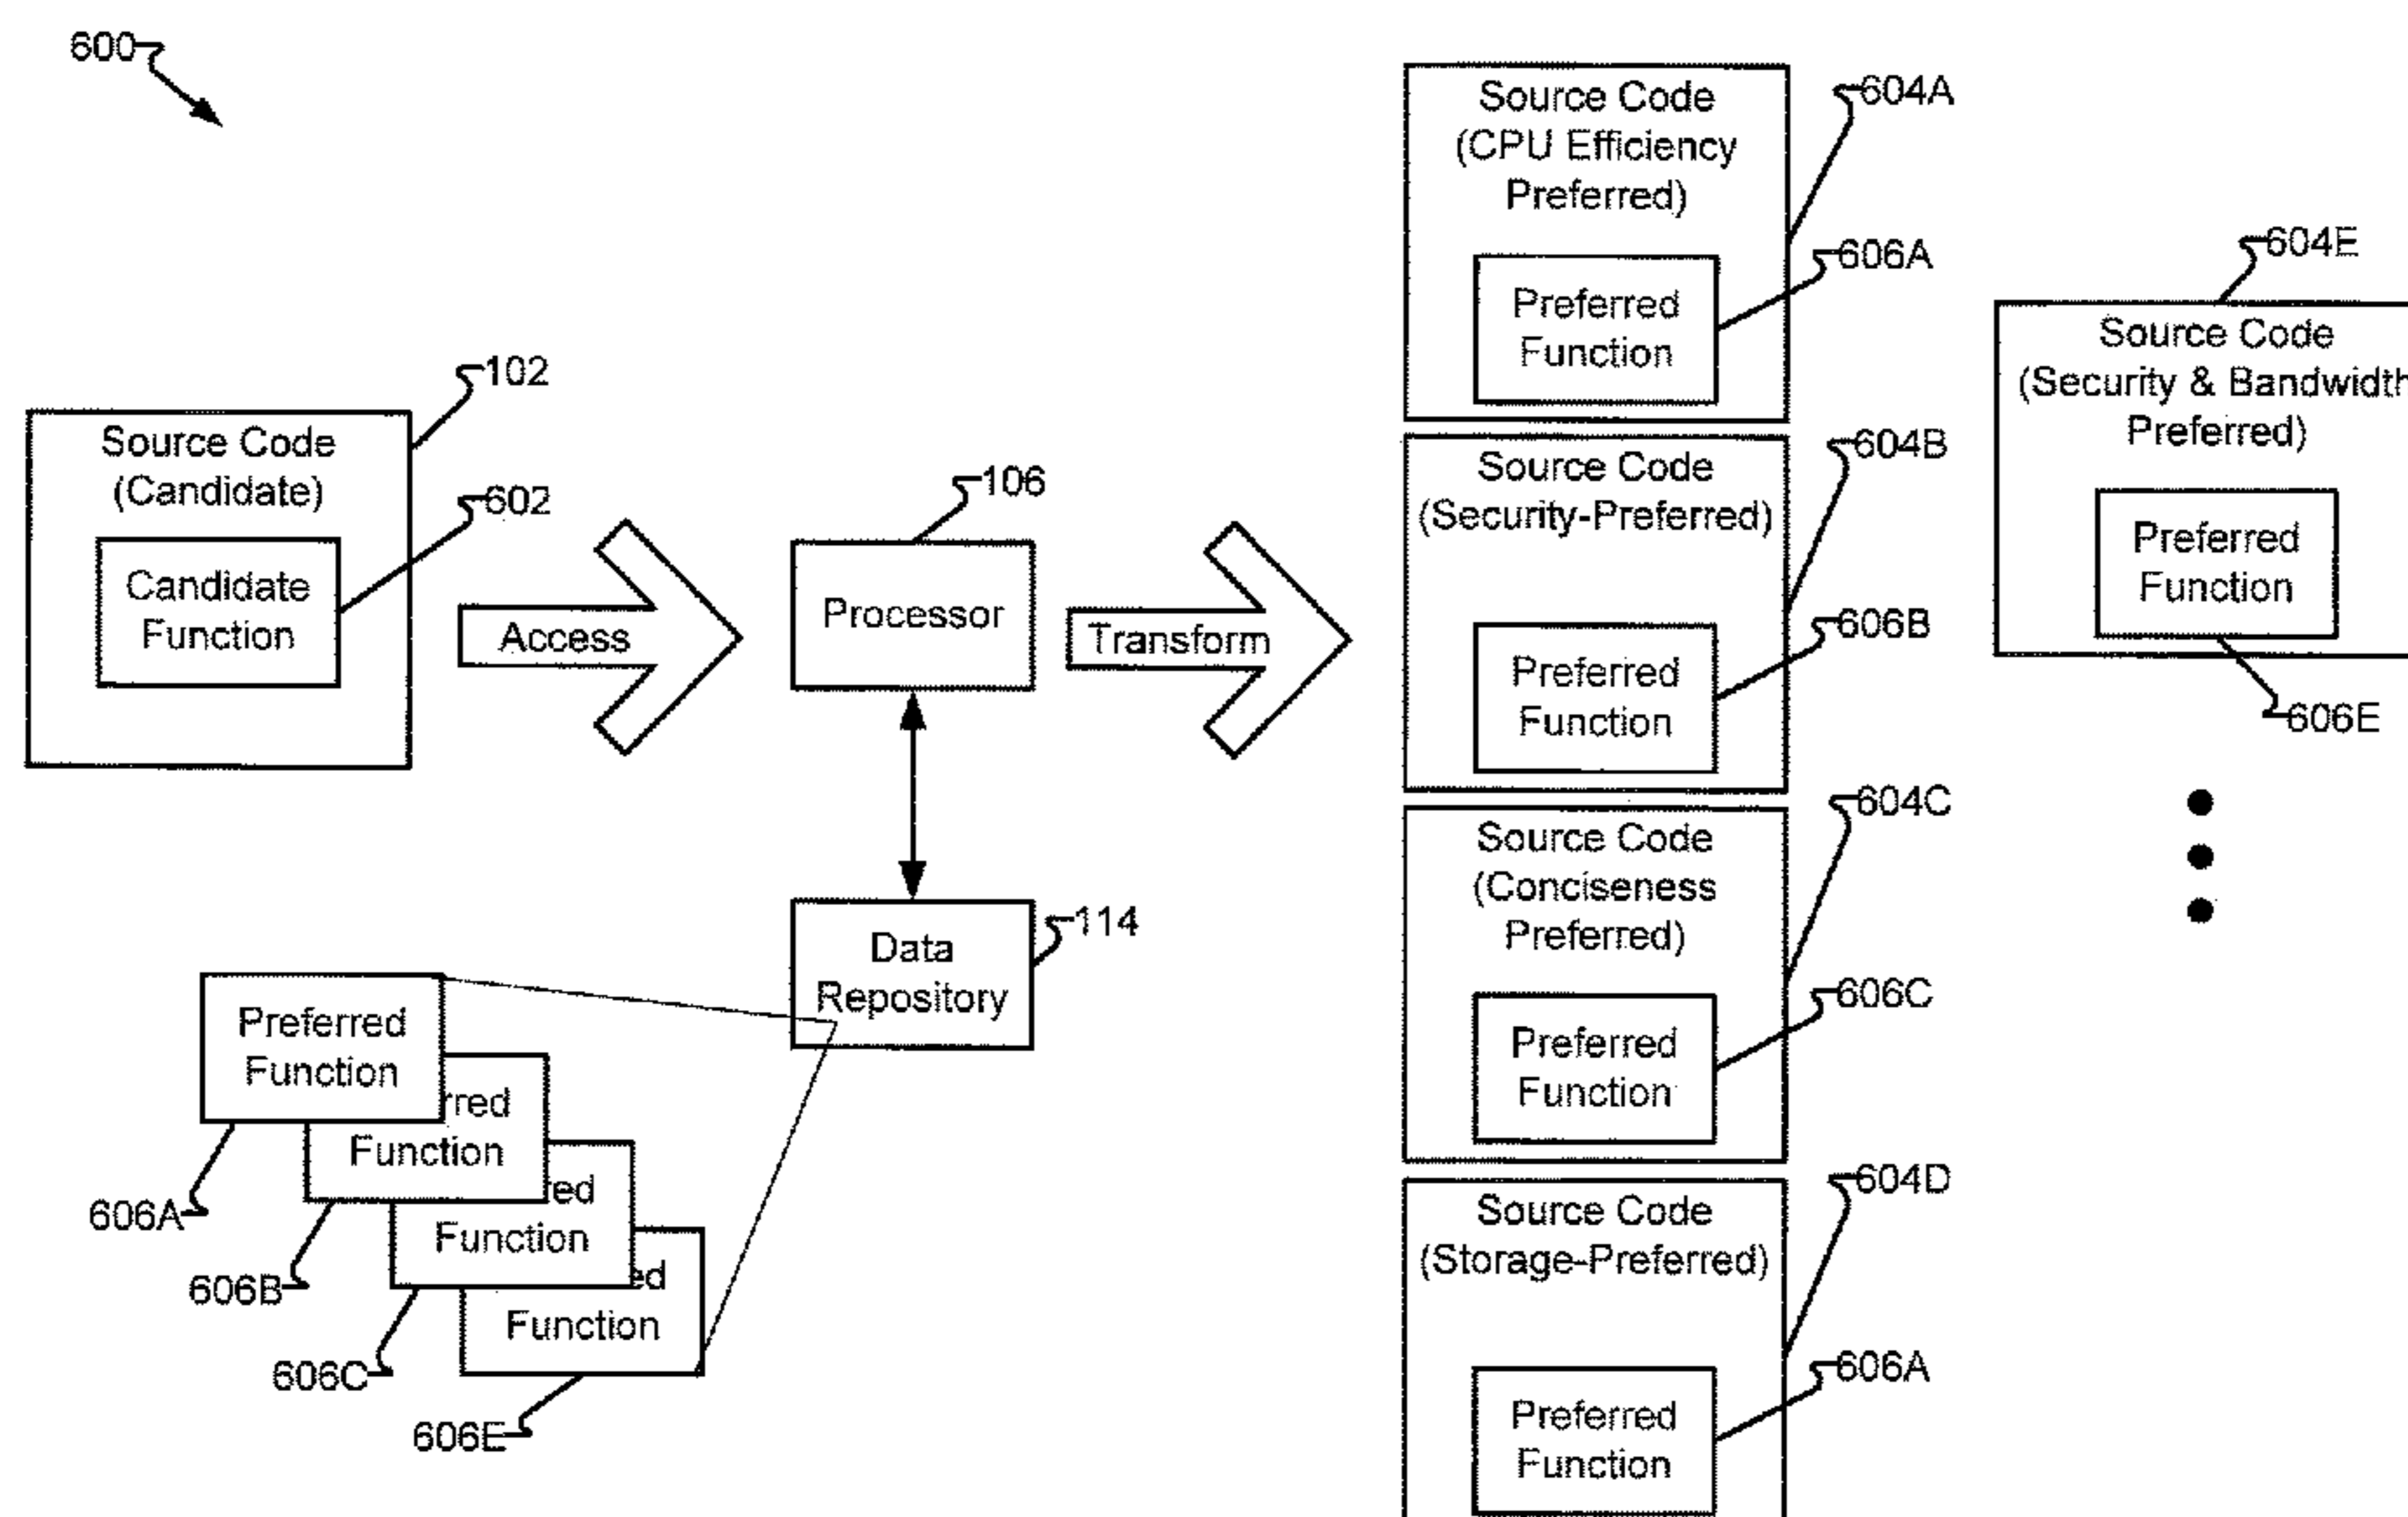 600
102
Source Code
(Candidate)
602
Candidate
Function
Access
106
Processor
Transform
114
Data
Repository
Preferred
Function
606A
rred
Function
606B
ed
Function
606C
ed
Function
606E
604A
Source Code
(CPU Efficiency
Preferred)
606A
Preferred
Function
604B
Source Code
(Security-Preferred)
606B
Preferred
Function
604C
Source Code
(Conciseness
Preferred)
606C
Preferred
Function
604D
Source Code
(Storage-Preferred)
606A
Preferred
Function
604E
Source Code
(Security & Bandwidth
Preferred)
Preferred
Function
606E